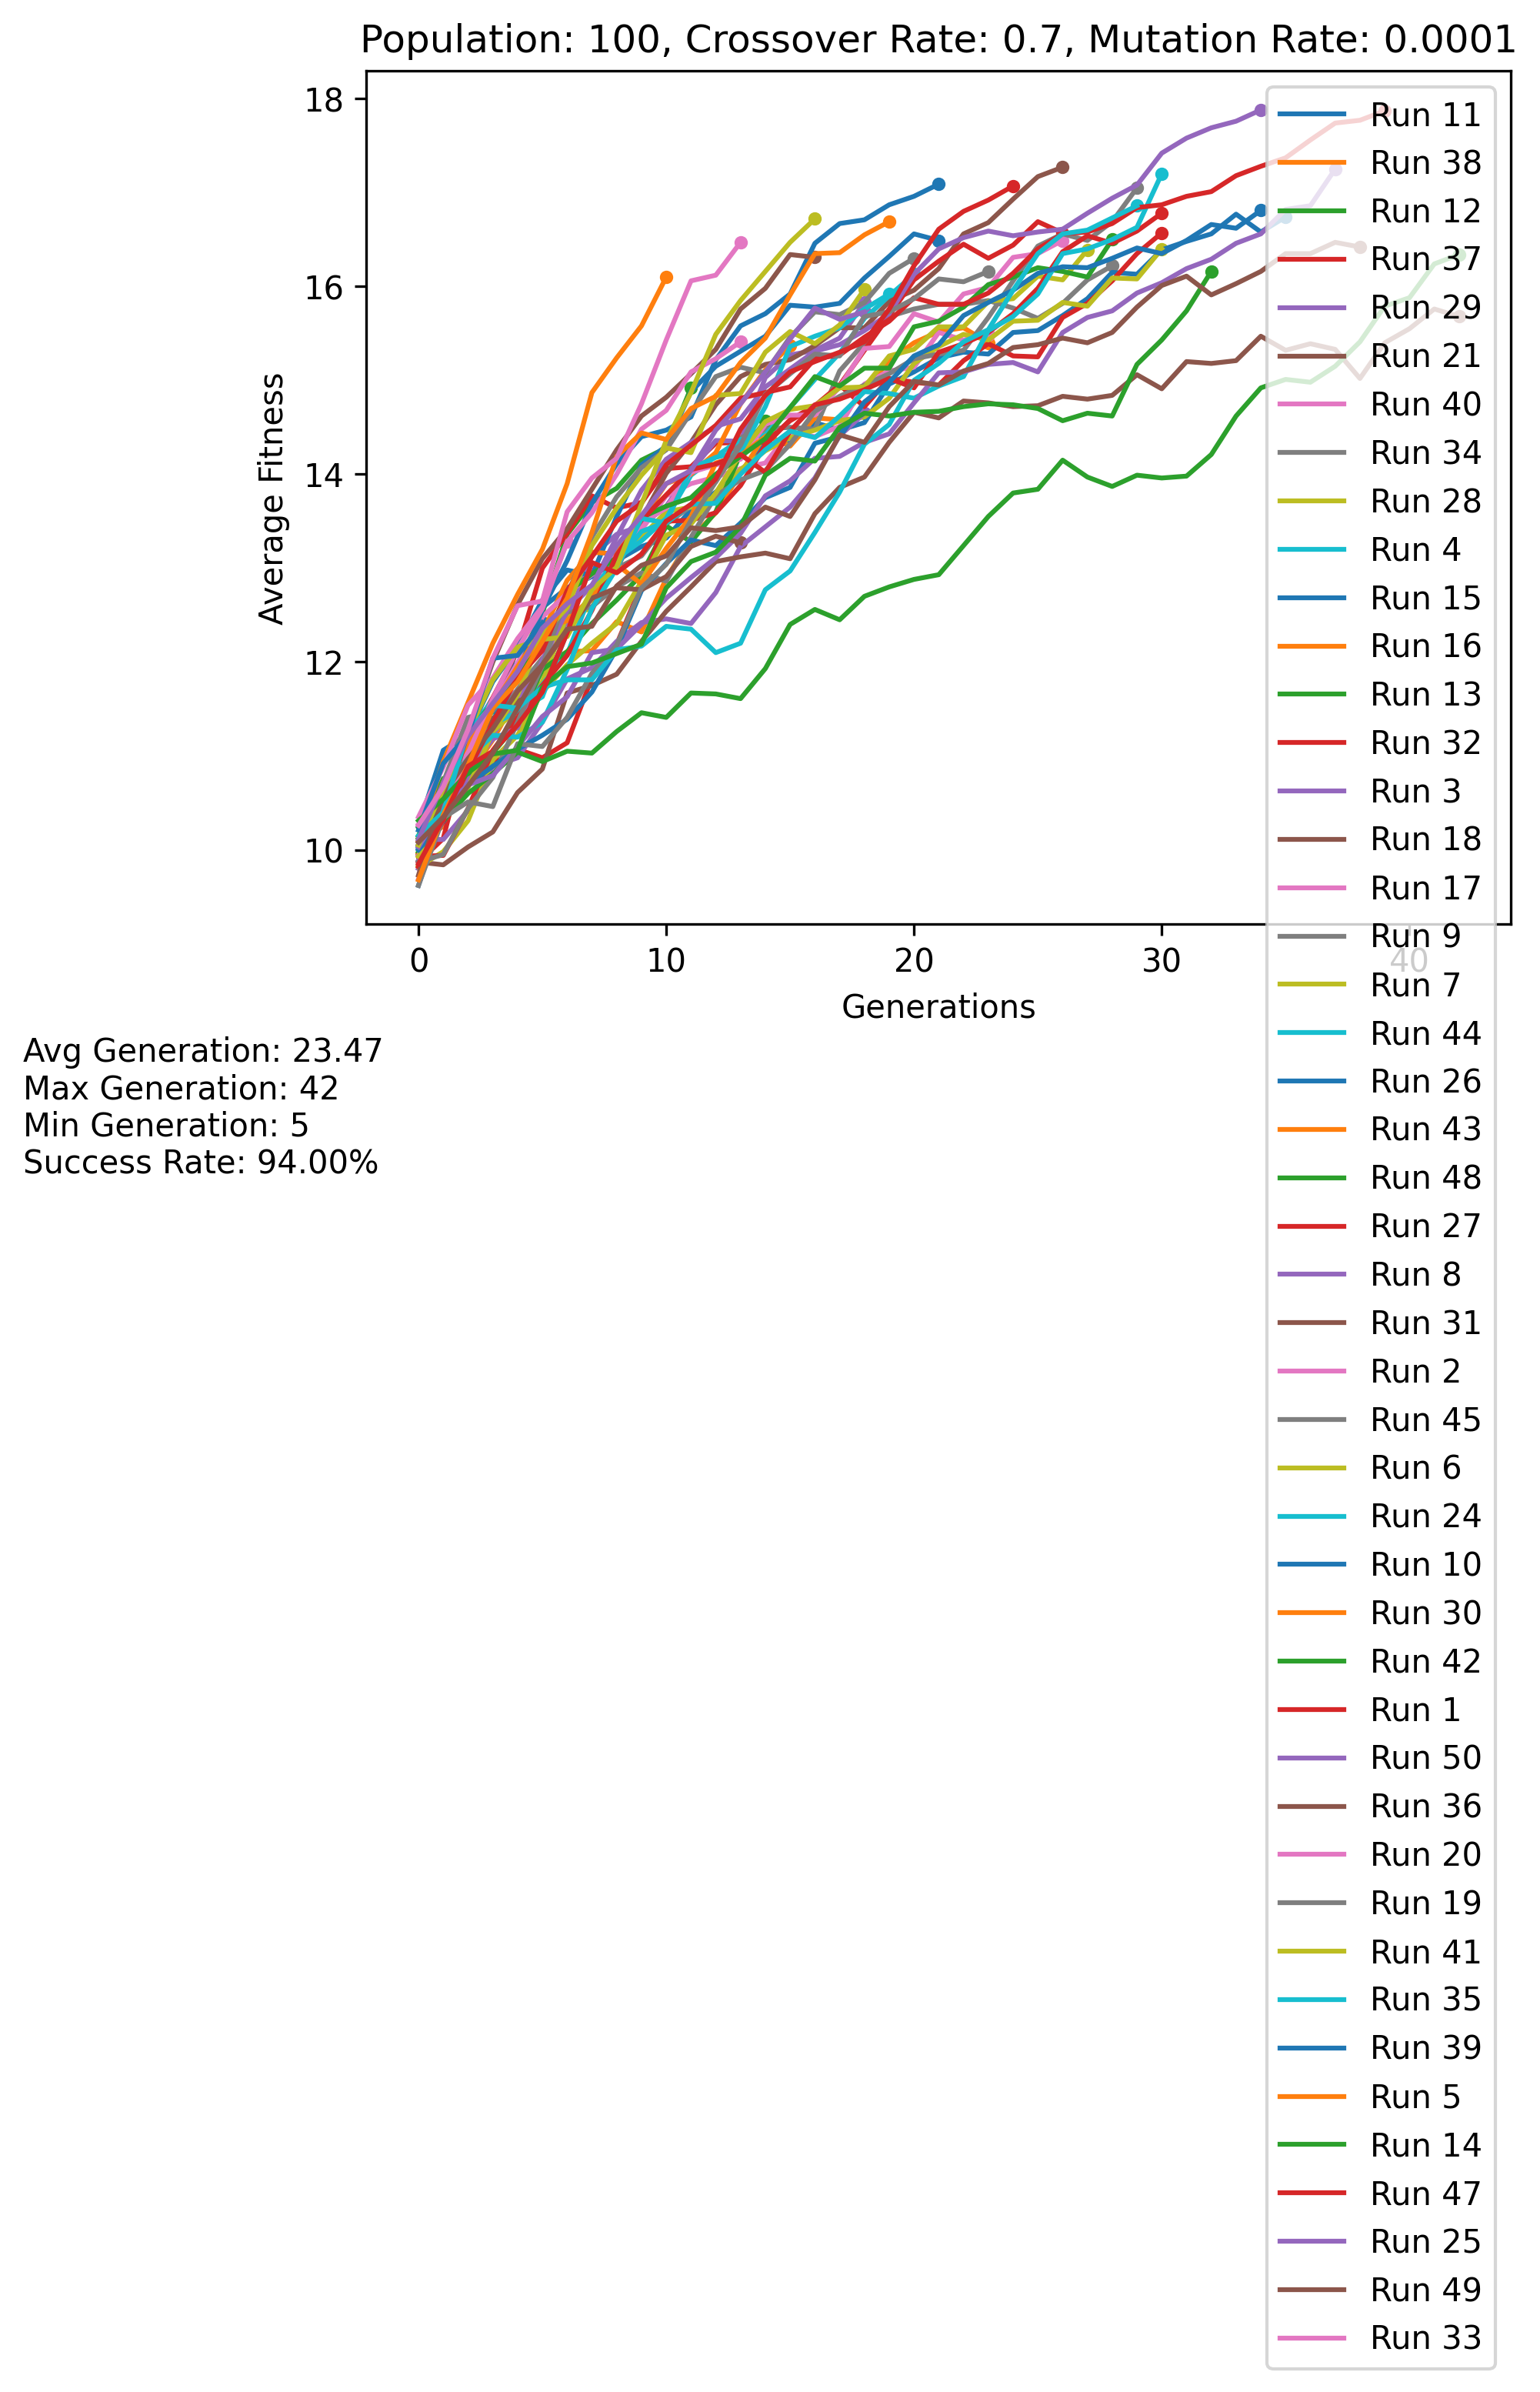 Population: 100, Crossover Rate: 0.7, Mutation Rate: 0.0001
18
16
14
12
10
Average Fitness
0
10
20
30
40
Generations
Run 11
Run 38
Run 12
Run 37
Run 29
Run 21
Run 40
Run 34
Run 28
Run 4
Run 15
Run 16
Run 13
Run 32
Run 3
Run 18
Run 17
Run 9
Run 7
Run 44
Run 26
Run 43
Run 48
Run 27
Run 8
Run 31
Run 2
Run 45
Run 6
Run 24
Run 10
Run 30
Run 42
Run 1
Run 50
Run 36
Run 20
Run 19
Run 41
Run 35
Run 39
Run 5
Run 14
Run 47
Run 25
Run 49
Run 33
Avg Generation: 23.47
Max Generation: 42
Min Generation: 5
Success Rate: 94.00%